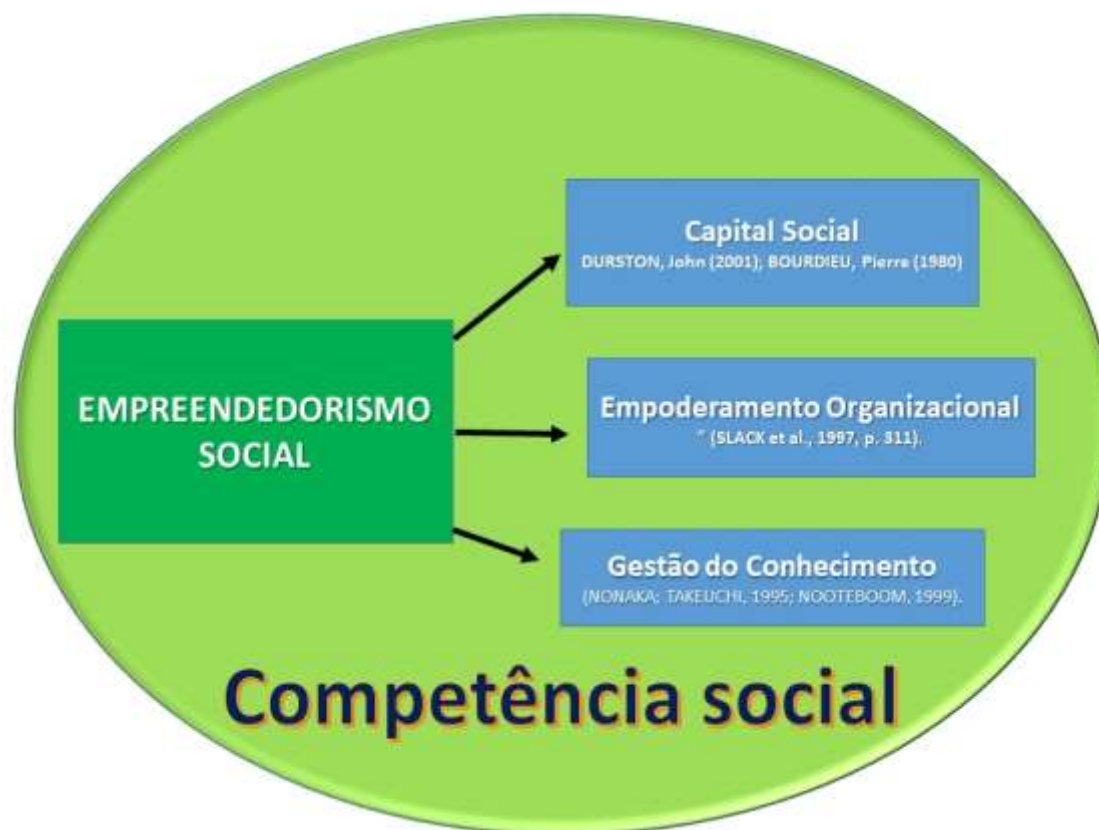 Capital Social
DURSTON, John (2001); BOURDIEU, Pierre (1980)
EMPREENDEDORISMO
SOCIAL
Empoderamento Organizacional
" (SLACK et al., 1997, p. 311).
Gestão do Conhecimento
(NONAKA; TAKEUCHI, 1995; NOOTEBOOM, 1999).
Competência social